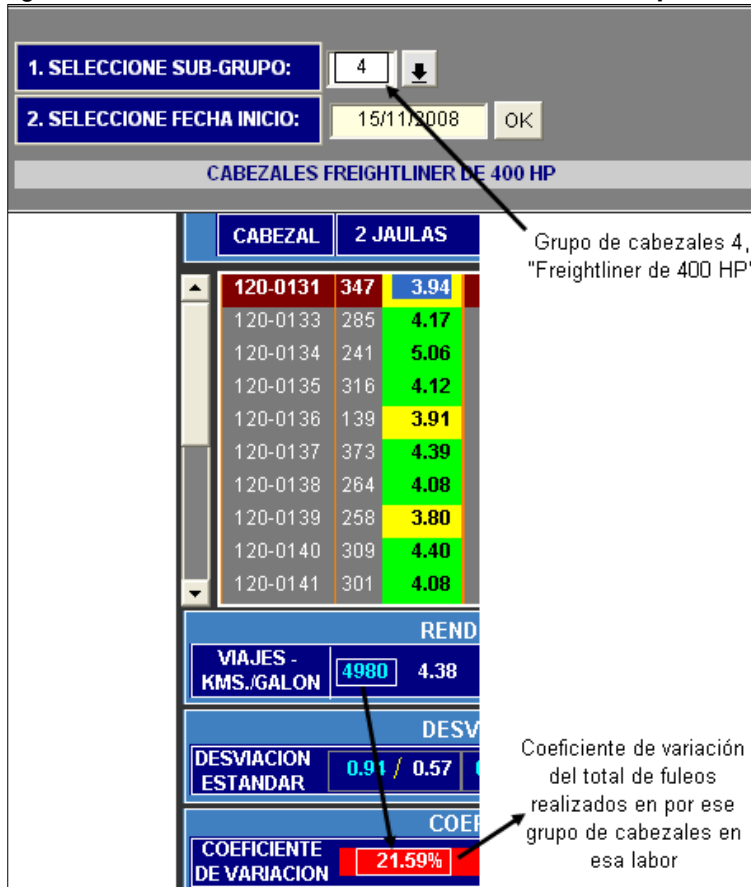 1. SELECCIONE SUB-GRUPO: 4
2. SELECCIONE FECHA INICIO: 15/11/2008 OK
CABEZALES FREIGHTLINER DE 400 HP
Grupo de cabezales 4,
"Freightliner de 400 HP"
CABEZAL 2 JAULAS
120-0131 347 3.94
120-0133 285 4.17
120-0134 241 5.06
120-0135 316 4.12
120-0136 139 3.91
120-0137 373 4.39
120-0138 264 4.08
120-0139 258 3.80
120-0140 309 4.40
120-0141 301 4.08
REND
VIAJES -
KMS./GALON 4980 4.38
DESV
DESVIACION
ESTANDAR 0.91 / 0.57
COEF
COEFICIENTE
DE VARIACION 21.59%
Coeficiente de variación
del total de fuleos
realizados en por ese
grupo de cabezales en
esa labor